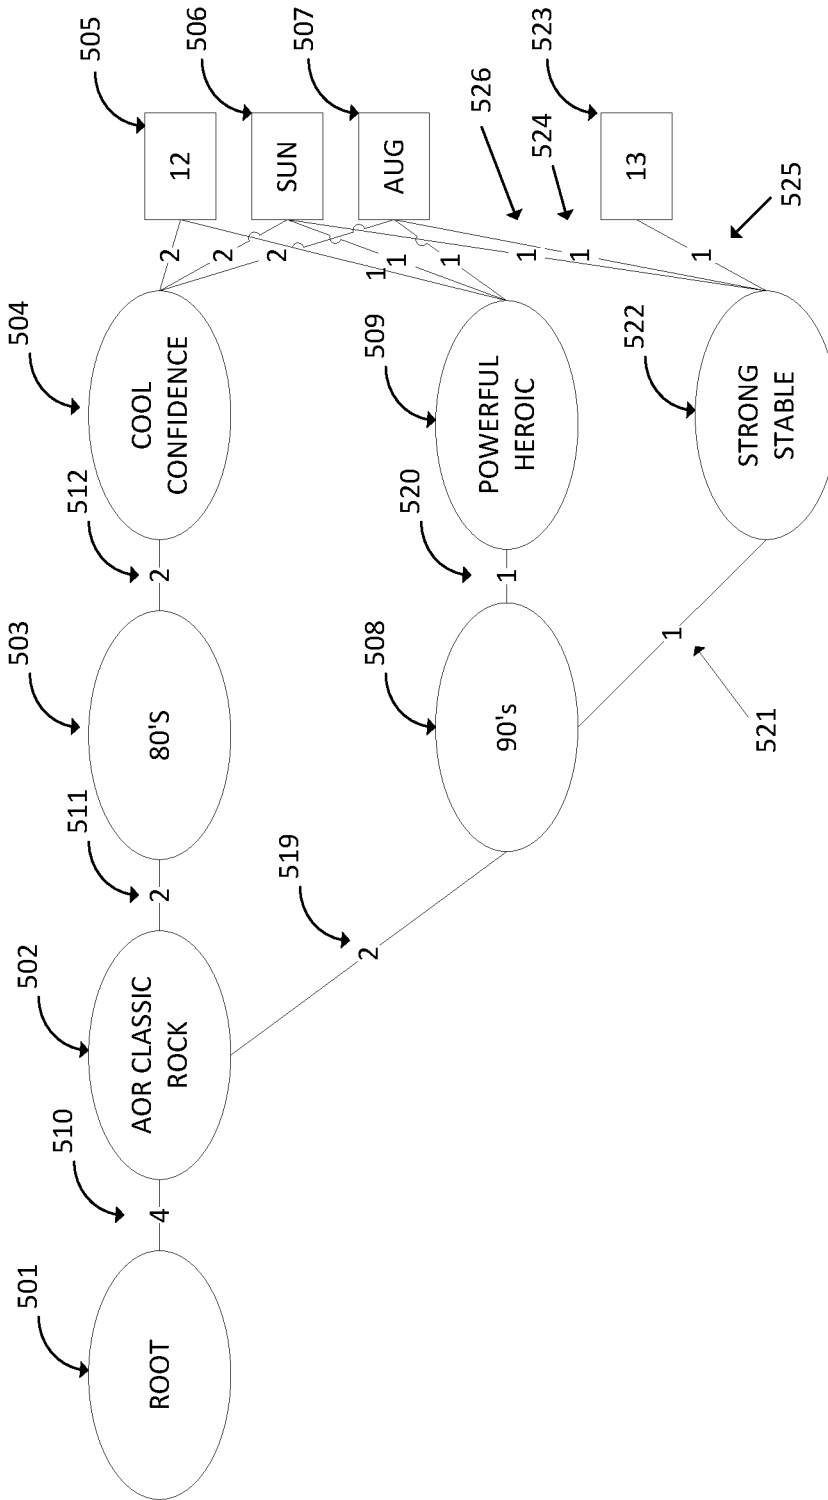 501
ROOT
510
4
502
AOR CLASSIC
ROCK
511
2
503
80'S
512
2
504
COOL
CONFIDENCE
2
2
2
505
12
506
SUN
507
AUG
519
2
508
90's
520
1
509
POWERFUL
HEROIC
1
1
1
521
1
522
STRONG
STABLE
526
1
524
1
525
1
523
13